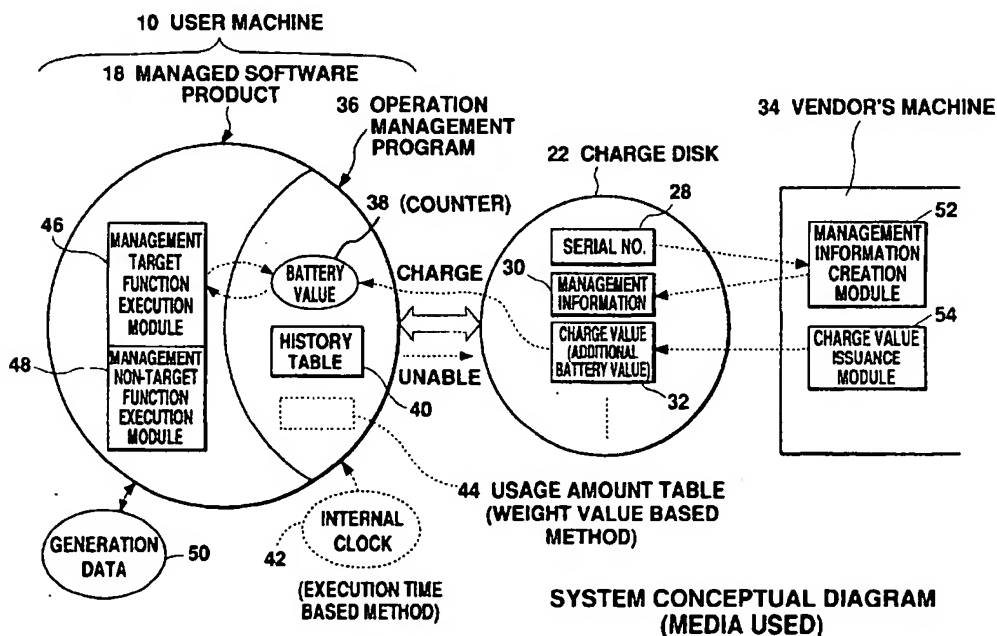 10 USER MACHINE
18 MANAGED SOFTWARE
PRODUCT
36 OPERATION
MANAGEMENT
PROGRAM
34 VENDOR'S MACHINE
22 CHARGE DISK
38 (COUNTER)
28
52
46
MANAGEMENT
TARGET
FUNCTION
EXECUTION
MODULE
BATTERY
VALUE
CHARGE
SERIAL NO.
30
MANAGEMENT
INFORMATION
MANAGEMENT
INFORMATION
CREATION
MODULE
54
48
MANAGEMENT
NON-TARGET
FUNCTION
EXECUTION
MODULE
HISTORY
TABLE
UNABLE
CHARGE VALUE
(ADDITIONAL
BATTERY VALUE)
CHARGE VALUE
ISSUANCE
MODULE
40
32
44 USAGE AMOUNT TABLE
(WEIGHT VALUE BASED
METHOD)
GENERATION
DATA
50
42
INTERNAL
CLOCK
(EXECUTION TIME
BASED METHOD)
SYSTEM CONCEPTUAL DIAGRAM
(MEDIA USED)